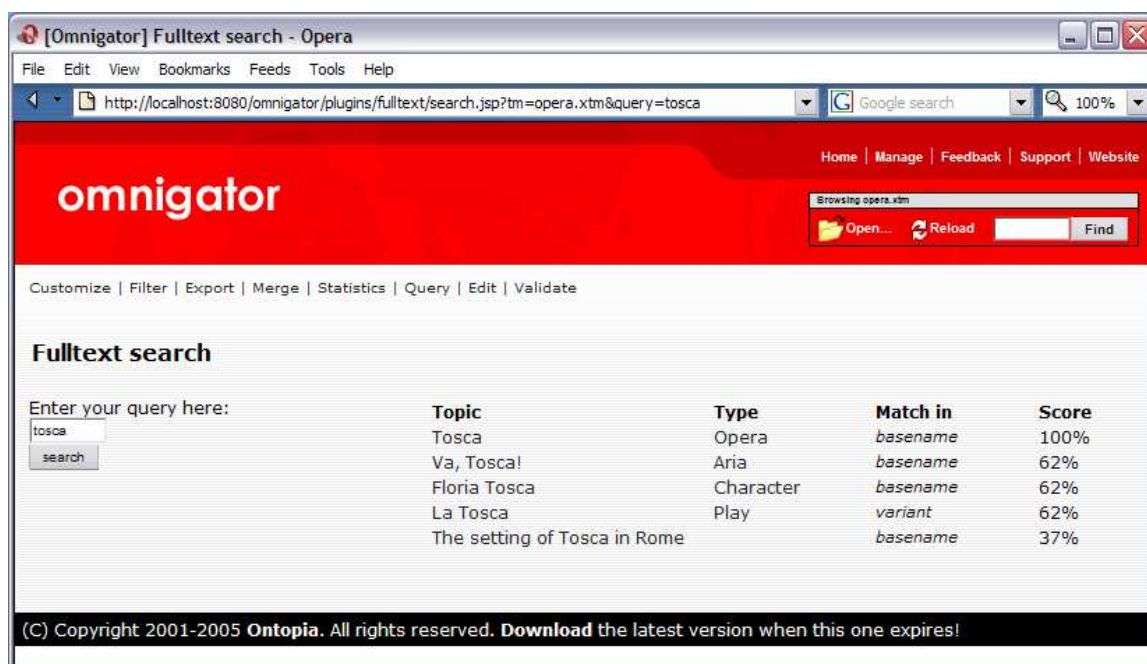 [Omnigator] Fulltext search - Opera
File Edit View Bookmarks Feeds Tools Help
http://localhost:8080/omnigator/plugins/fulltext/search.jsp?tm=opera.xtm&query=tosca G Google search 100%
Home | Manage | Feedback | Support | Website
omnigator
Browsing opera.xtm
Open... Reload Find
Customize | Filter | Export | Merge | Statistics | Query | Edit | Validate
Fulltext search
Enter your query here:
tosca
search
Topic Type Match in Score
Tosca Opera basename 100%
Va, Tosca! Aria basename 62%
Floria Tosca Character basename 62%
La Tosca Play variant 62%
The setting of Tosca in Rome basename 37%
(C) Copyright 2001-2005 Ontopia. All rights reserved. Download the latest version when this one expires!